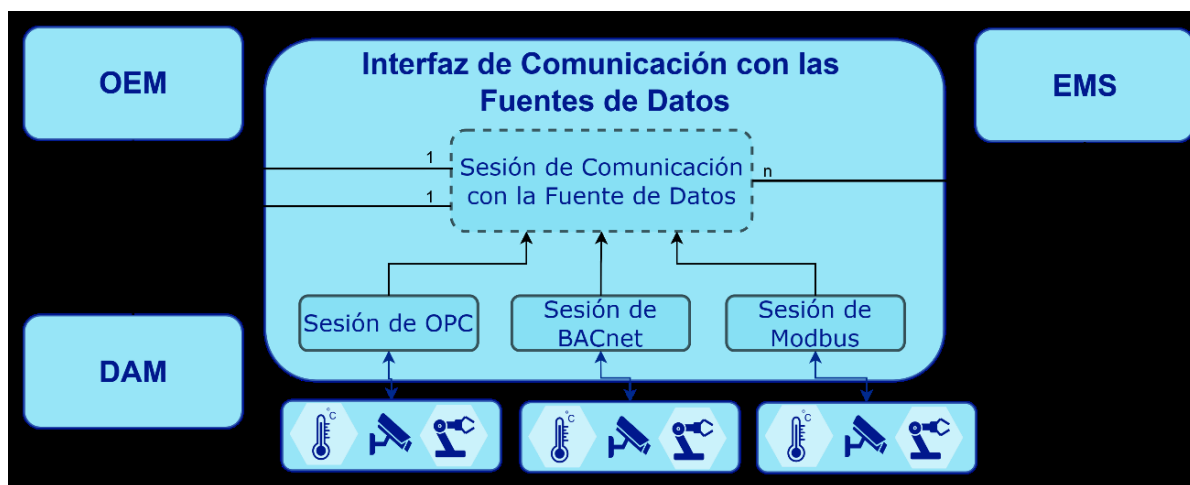 OEM
Interfaz de Comunicación con las
Fuentes de Datos
EMS
1
Sesión de Comunicación
con la Fuente de Datos
n
1
Sesión de OPC
Sesión de
BACnet
Sesión de
Modbus
DAM
°C
°C
°C